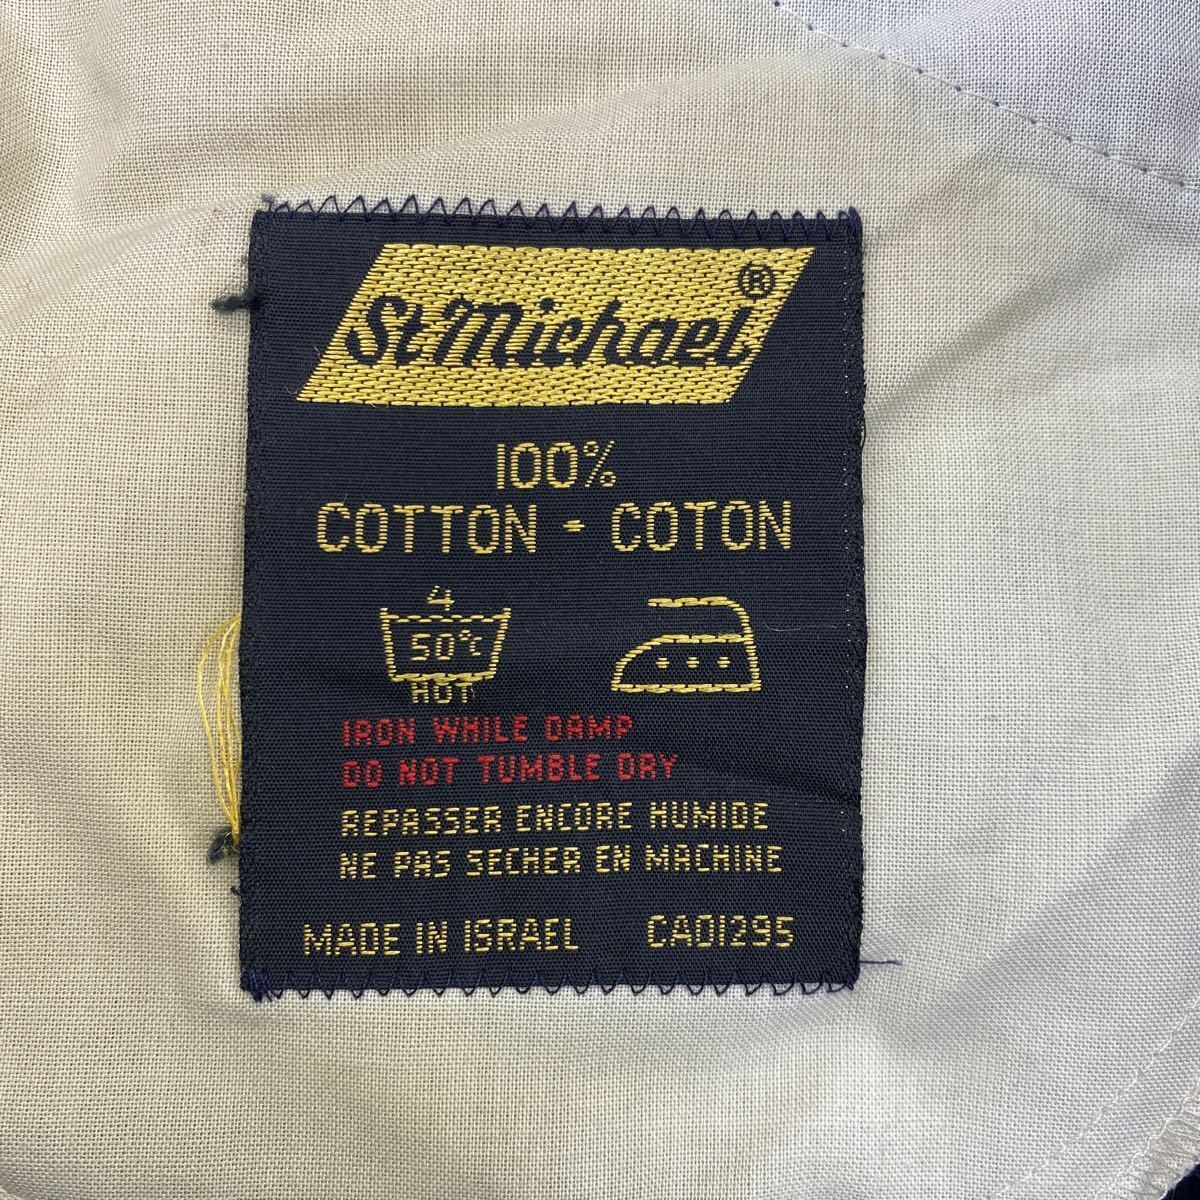 St Michael ®
100%
COTTON - COTON
4
50°C
HOT
IRON WHILE DAMP
DO NOT TUMBLE DRY
REPASSER ENCORE HUMIDE
NE PAS SECHER EN MACHINE
MADE IN ISRAEL CA01295